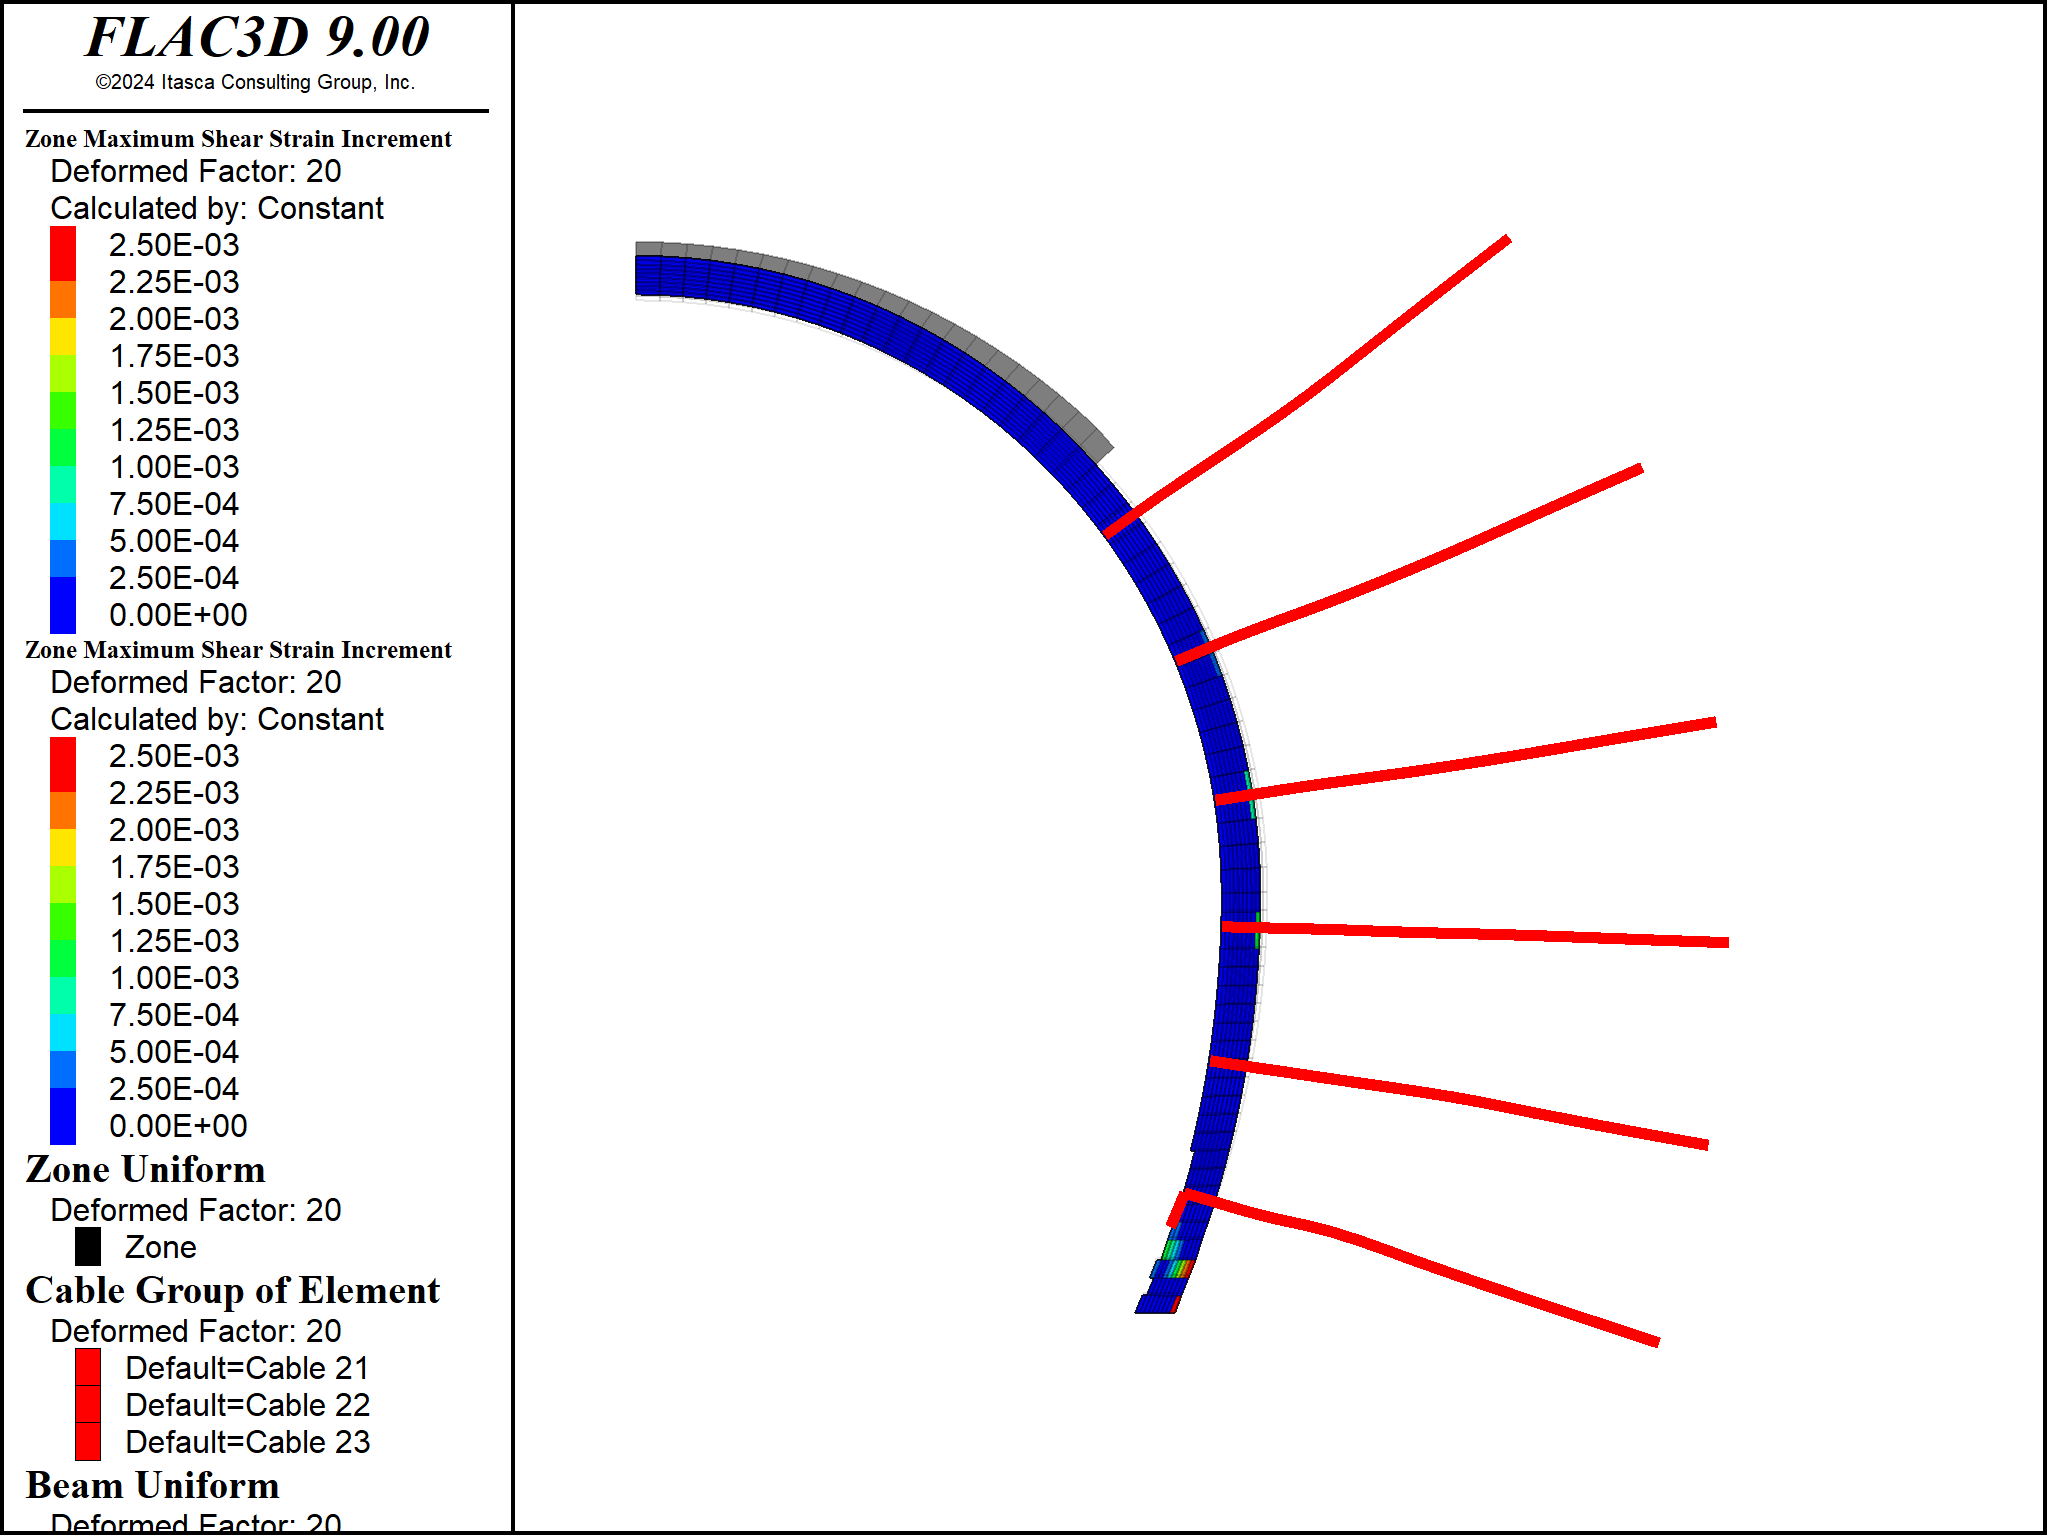 FLAC3D 9.00
©2024 Itasca Consulting Group, Inc.
Zone Maximum Shear Strain Increment
Deformed Factor: 20
Calculated by: Constant
2.50E-03
2.25E-03
2.00E-03
1.75E-03
1.50E-03
1.25E-03
1.00E-03
7.50E-04
5.00E-04
2.50E-04
0.00E+00
Zone Maximum Shear Strain Increment
Deformed Factor: 20
Calculated by: Constant
2.50E-03
2.25E-03
2.00E-03
1.75E-03
1.50E-03
1.25E-03
1.00E-03
7.50E-04
5.00E-04
2.50E-04
0.00E+00
Zone Uniform
Deformed Factor: 20
Zone
Cable Group of Element
Deformed Factor: 20
Default=Cable 21
Default=Cable 22
Default=Cable 23
Beam Uniform
Deformed Factor: 20